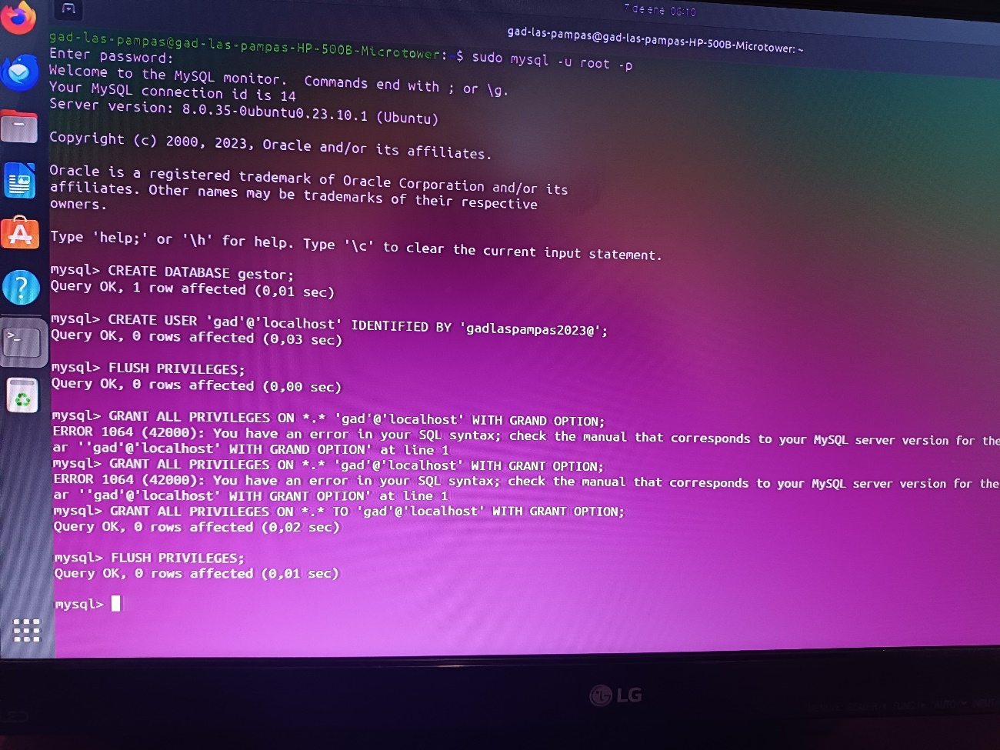 7 de ene 08:10
gad-las-pampas@gad-las-pampas-HP-500B-Microtower: ~
gad-las-pampas@gad-las-pampas-HP-500B-Microtower:~$ sudo mysql -u root -p
Enter password:
Welcome to the MySQL monitor.  Commands end with ; or \g.
Your MySQL connection id is 14
Server version: 8.0.35-0ubuntu0.23.10.1 (Ubuntu)
Copyright (c) 2000, 2023, Oracle and/or its affiliates.
Oracle is a registered trademark of Oracle Corporation and/or its
affiliates. Other names may be trademarks of their respective
owners.
Type 'help;' or '\h' for help. Type '\c' to clear the current input statement.
mysql> CREATE DATABASE gestor;
Query OK, 1 row affected (0,01 sec)
mysql> CREATE USER 'gad'@'localhost' IDENTIFIED BY 'gadlaspampas2023@';
Query OK, 0 rows affected (0,03 sec)
mysql> FLUSH PRIVILEGES;
Query OK, 0 rows affected (0,00 sec)
mysql> GRANT ALL PRIVILEGES ON *.* 'gad'@'localhost' WITH GRAND OPTION;
ERROR 1064 (42000): You have an error in your SQL syntax; check the manual that corresponds to your MySQL server version for the
ar ''gad'@'localhost' WITH GRAND OPTION' at line 1
mysql> GRANT ALL PRIVILEGES ON *.* 'gad'@'localhost' WITH GRANT OPTION;
ERROR 1064 (42000): You have an error in your SQL syntax; check the manual that corresponds to your MySQL server version for the
ar ''gad'@'localhost' WITH GRANT OPTION' at line 1
mysql> GRANT ALL PRIVILEGES ON *.* TO 'gad'@'localhost' WITH GRANT OPTION;
Query OK, 0 rows affected (0,02 sec)
mysql> FLUSH PRIVILEGES;
Query OK, 0 rows affected (0,01 sec)
mysql>
LG